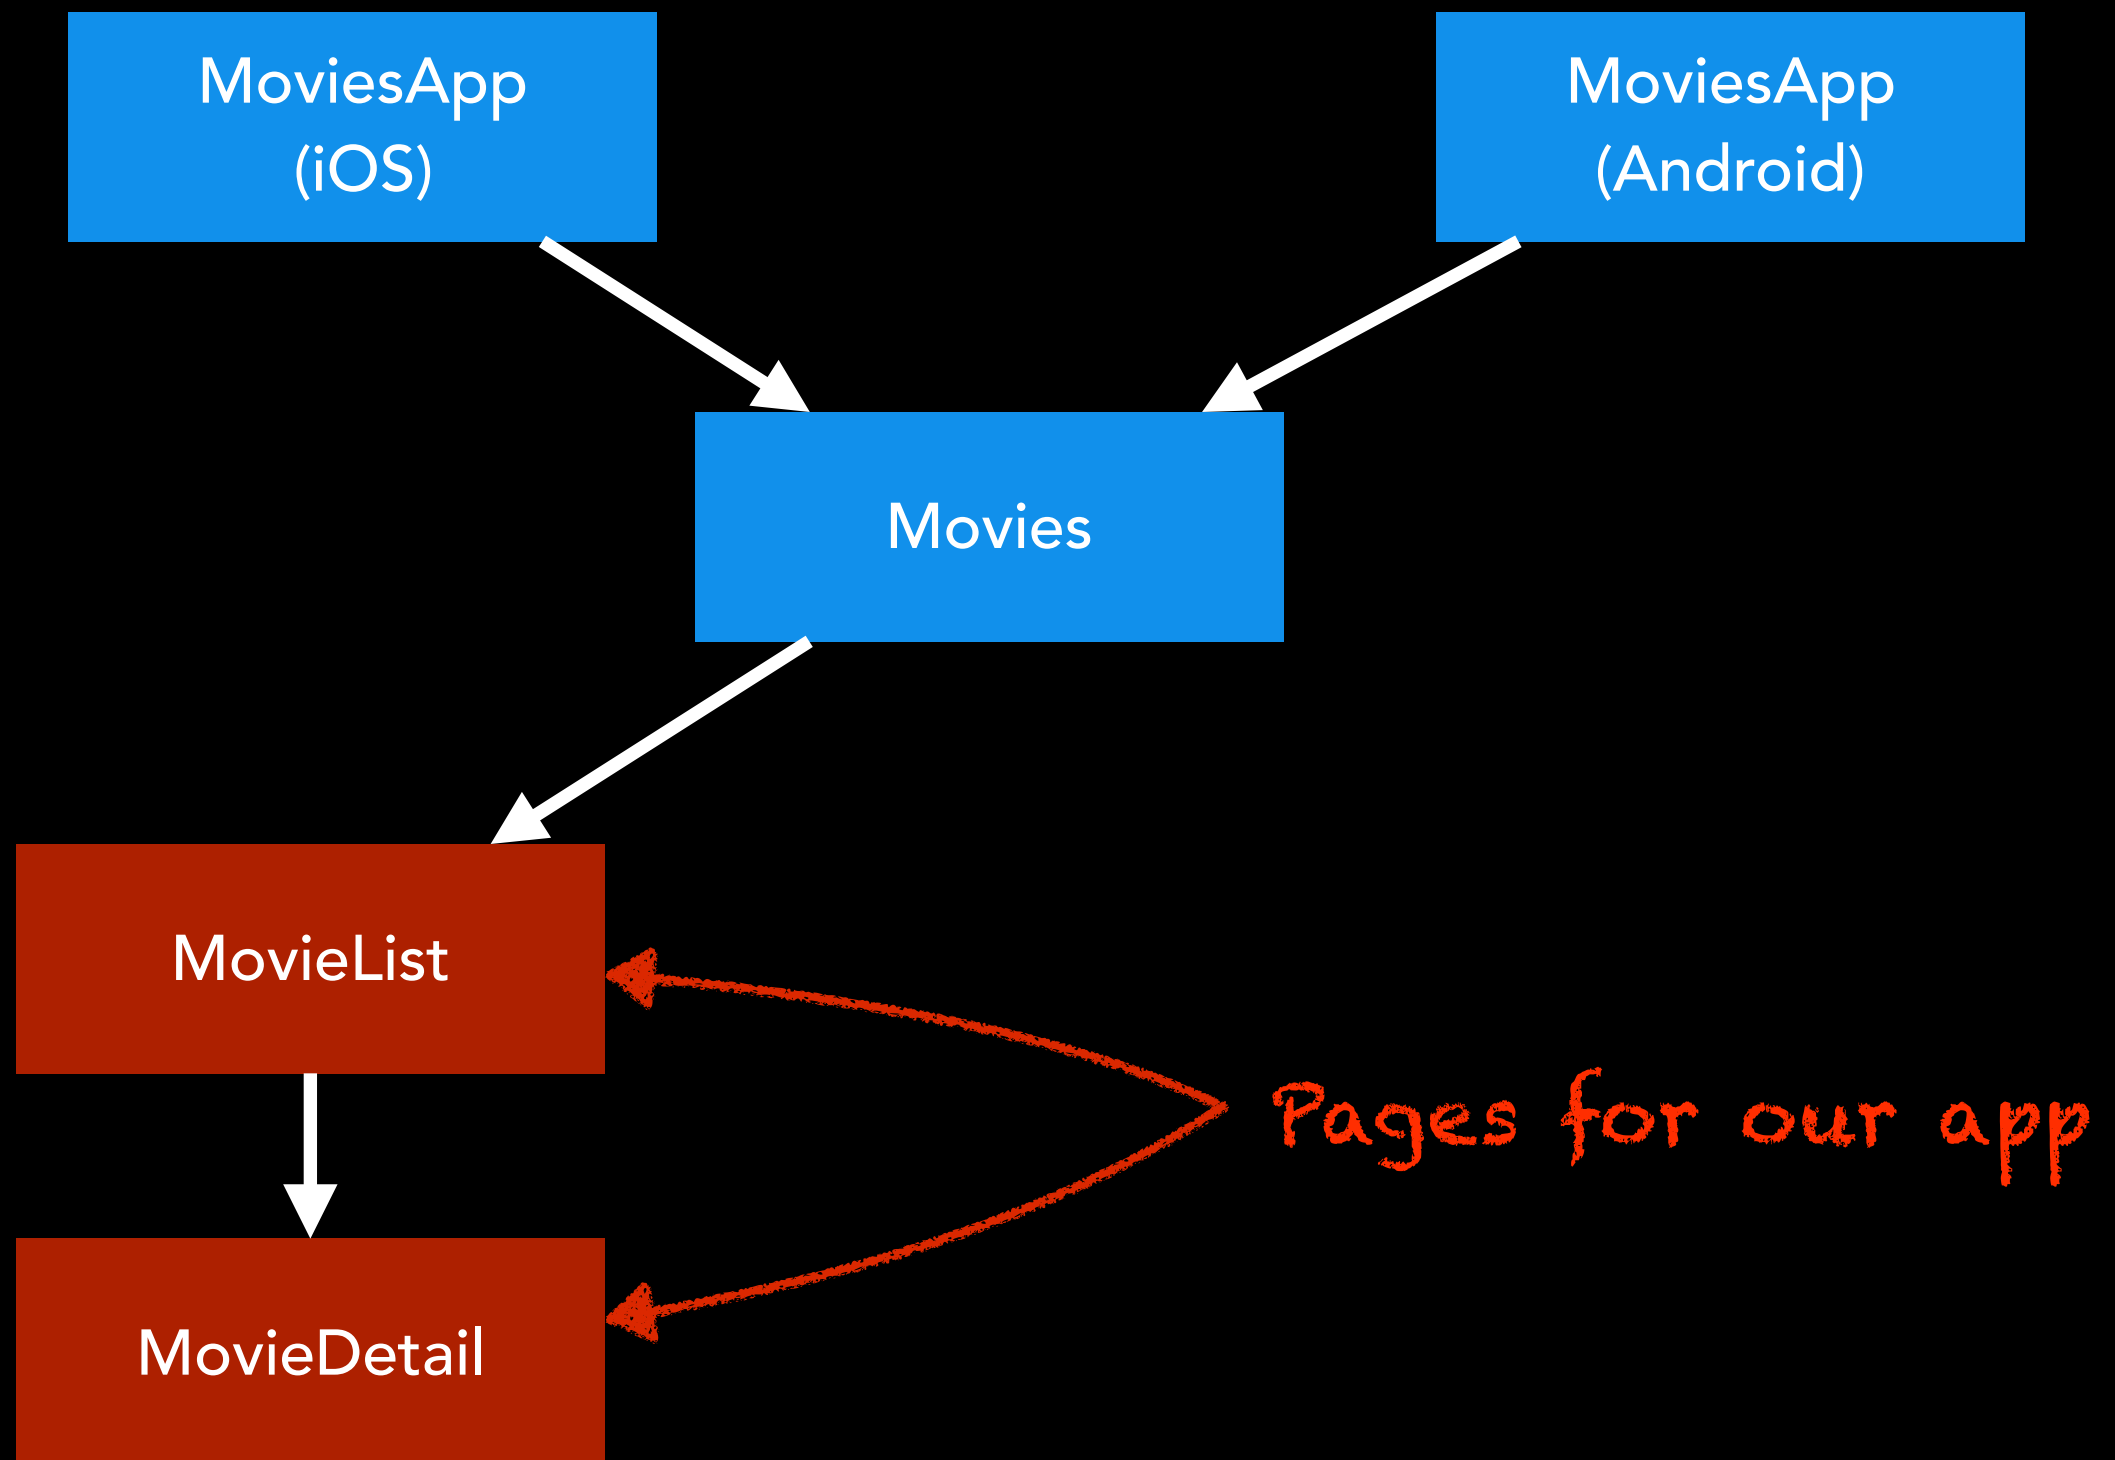 MoviesApp
(iOS)
MoviesApp
(Android)
Movies
MovieList
Pages for our app
MovieDetail